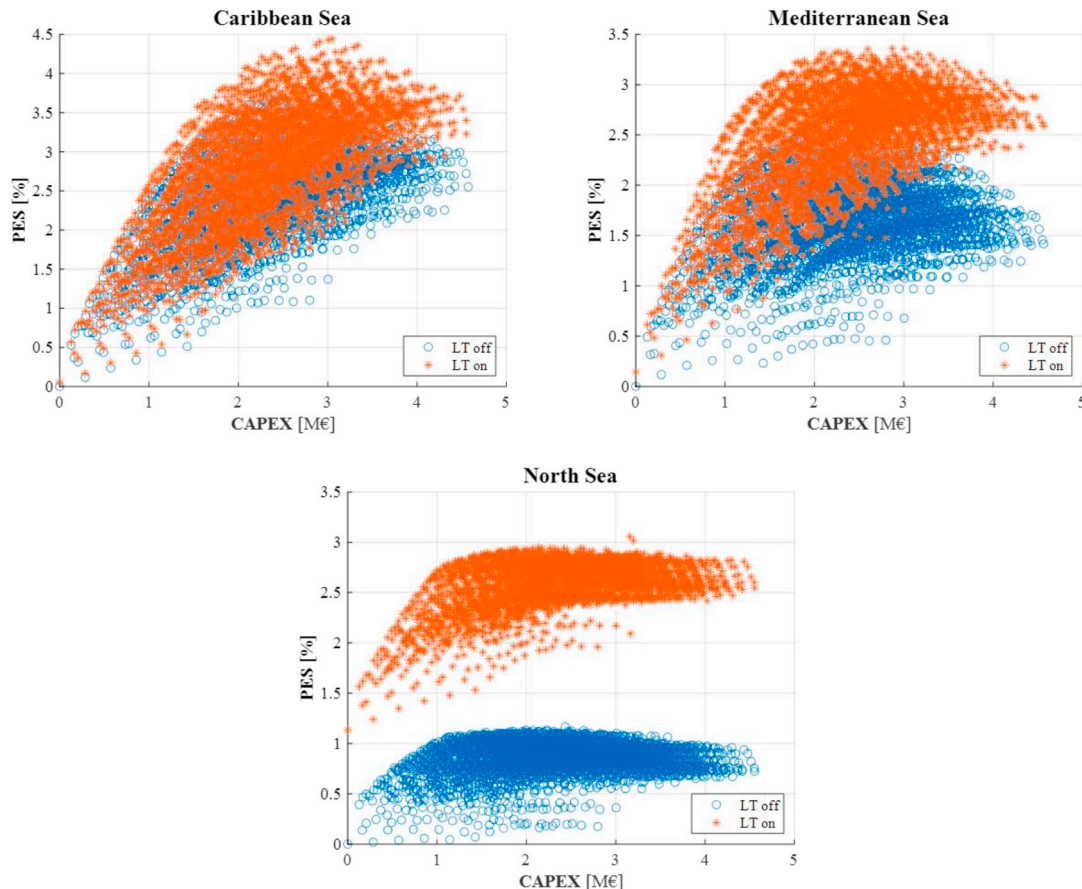 Caribbean Sea
4.5
4
3.5
3
2.5
2
1.5
1
0.5
0
PES [%]
0 1 2 3 4 5
CAPEX [M€]
LT off
LT on
Mediterranean Sea
3.5
3
2.5
2
1.5
1
0.5
0
PES [%]
0 1 2 3 4 5
CAPEX [M€]
LT off
LT on
North Sea
3.5
3
2.5
2
1.5
1
0.5
0
PES [%]
0 1 2 3 4 5
CAPEX [M€]
LT off
LT on